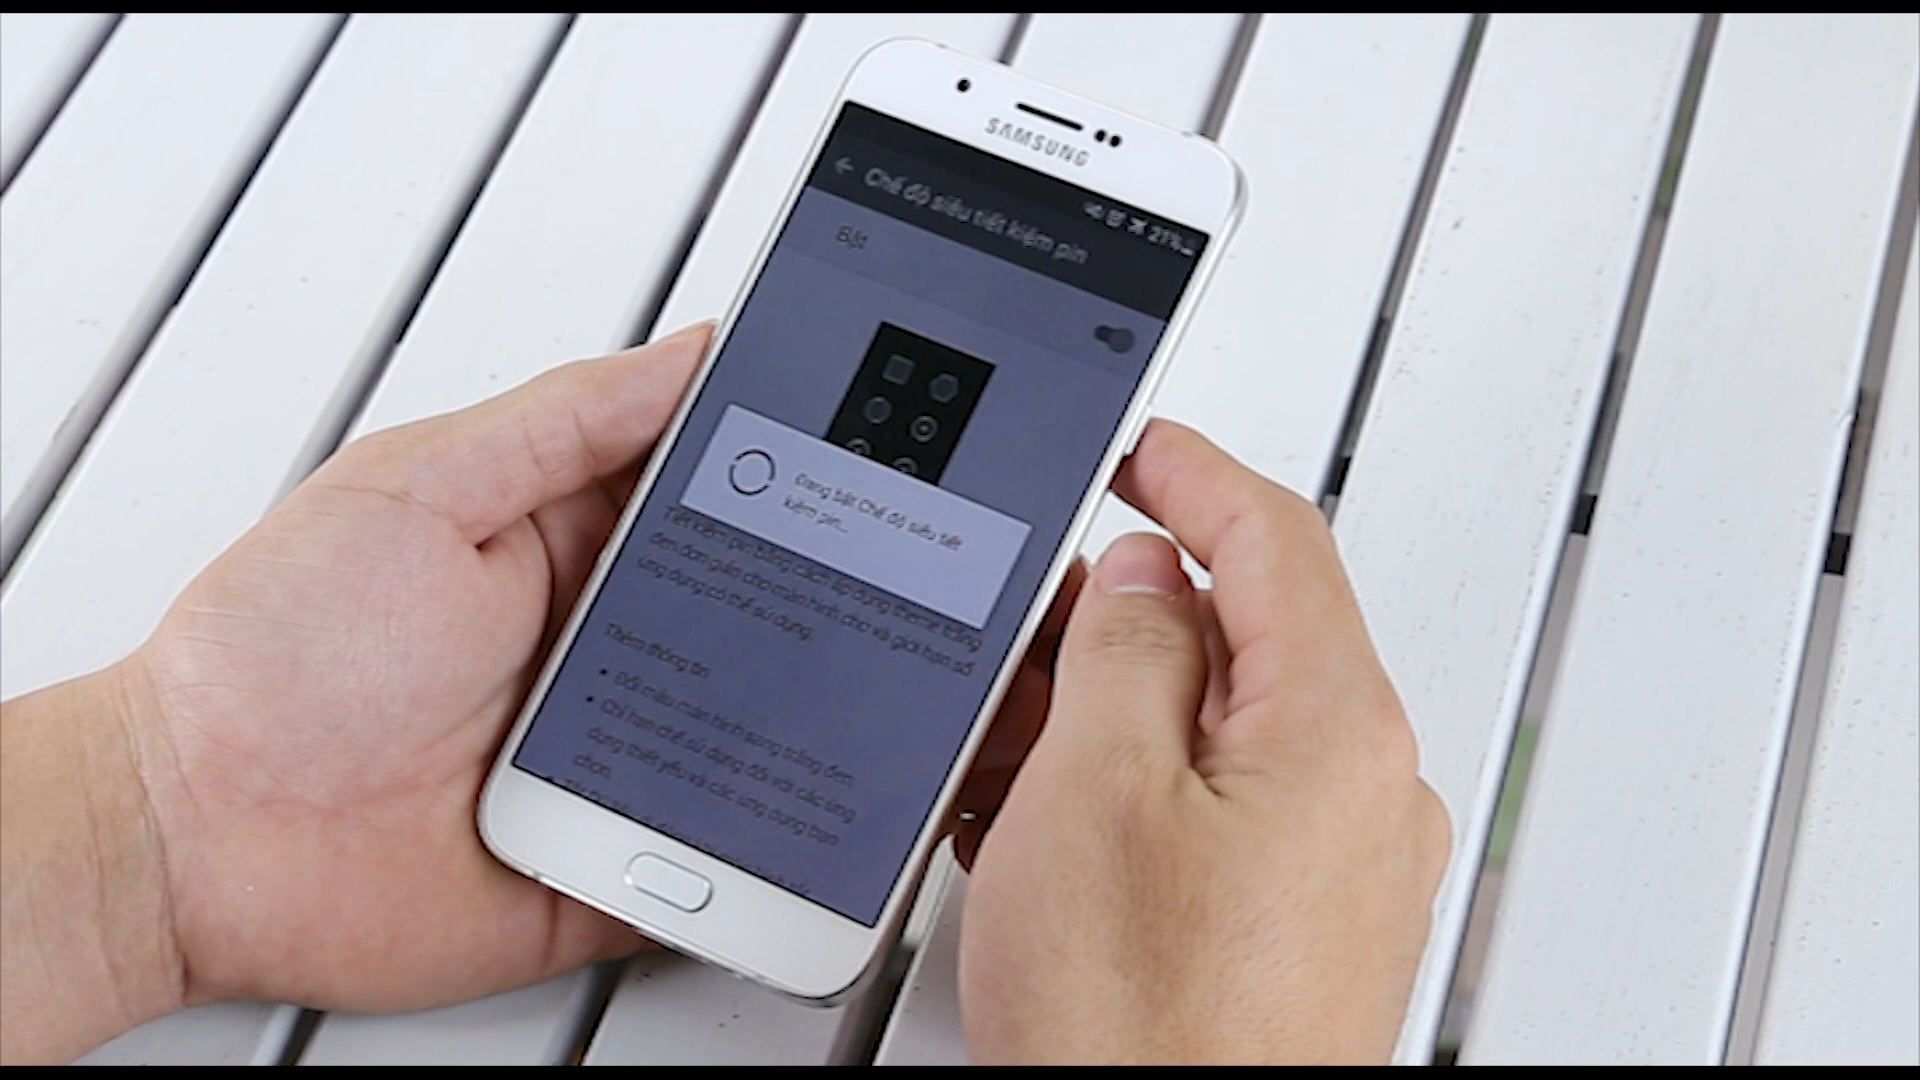 SAMSUNG
21%
Chế độ siêu tiết kiệm pin
Bật
Đang bật Chế độ siêu tiết
kiệm pin...
Tiết kiệm pin bằng cách áp dụng theme trắng
đen đơn giản cho màn hình chờ và giới hạn số
ứng dụng có thể sử dụng.
Thêm thông tin
• Đổi màu màn hình sang trắng đen.
• Chỉ hạn chế sử dụng đối với các ứng
dụng thiết yếu và các ứng dụng bạn
chọn.